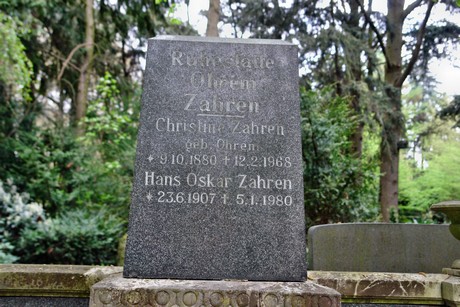 Ruhestätte
Ohrem
Zahren
Christine Zahren
geb. Ohrem
* 9.10.1880 + 12.2.1968
Hans Oskar Zahren
* 23.6.1907 + 5.1.1980